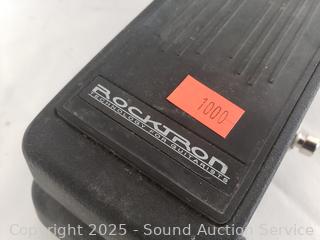 1000
ROCKTRON
TECHNOLOGY FOR GUITARISTS
Copyright 2025 - Sound Auction Service